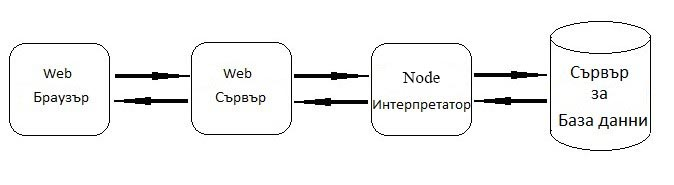 Web
Браузър
Web
Сървър
Node
Интерпретатор
Сървър
за
База данни